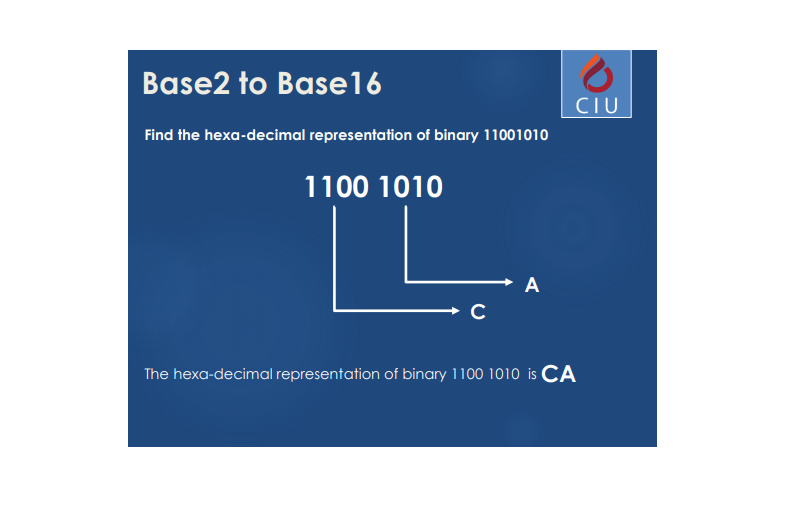 Base2 to Base16
CIU
Find the hexa-decimal representation of binary 11001010
1100 1010
A
C
The hexa-decimal representation of binary 1100 1010 is CA